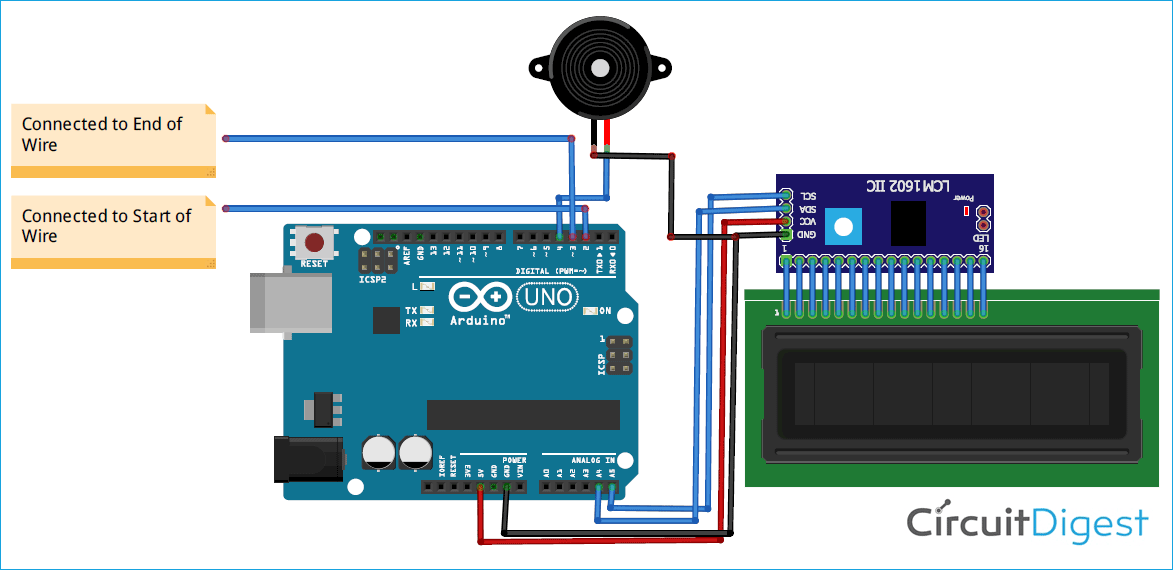 Connected to End of
Wire
Connected to Start of
Wire
LCM1602 IIC
SCL
SDA
VCC
GND
Power
LED
1
16
1
RESET
ICSP2
AREF
GND
13
12
~11
~10
~9
8
7
~6
~5
4
3
2
TX0▶
RX0◀
DIGITAL (PWM=~)
L
TX
RX
UNO
Arduino™
ON
1
ICSP
IOREF
RESET
3V3
5V
GND
GND
VIN
POWER
ANALOG IN
A0
A1
A2
A3
A4
A5
CircuitDigest